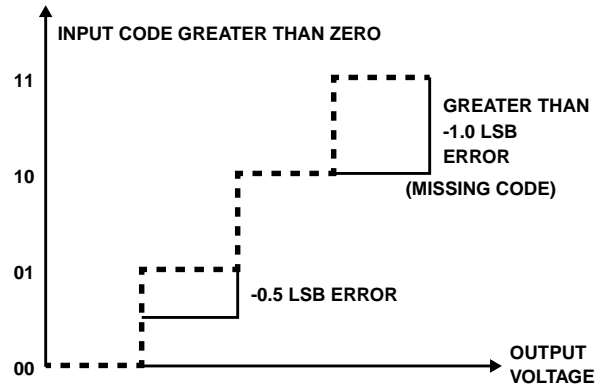 INPUT CODE GREATER THAN ZERO
11
GREATER THAN
-1.0 LSB
ERROR
(MISSING CODE)
10
01
-0.5 LSB ERROR
00
OUTPUT
VOLTAGE